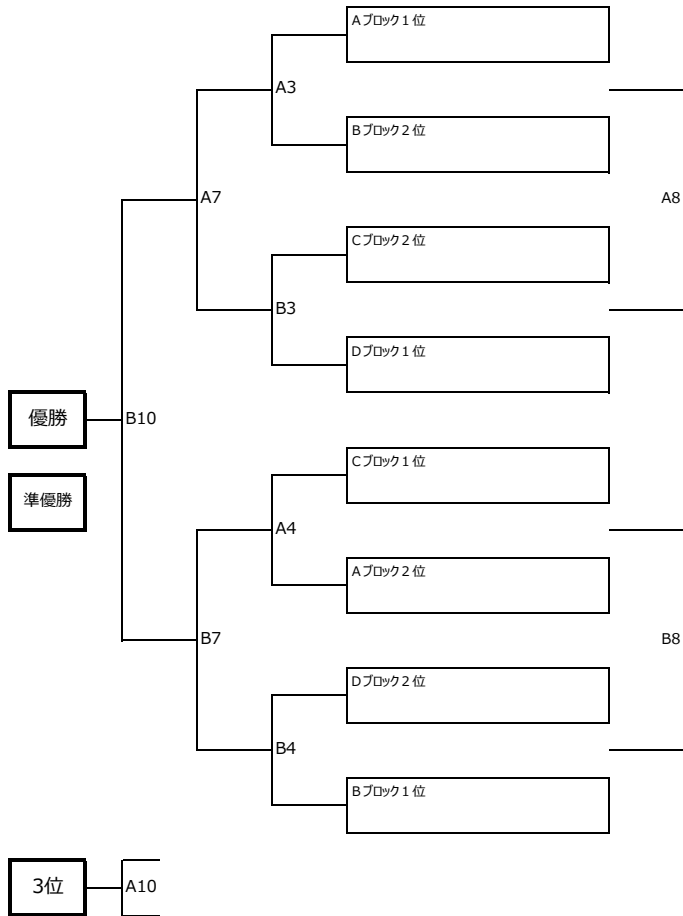 Aブロック1位
A3
Bブロック2位
A7
A8
Cブロック2位
B3
Dブロック1位
優勝
B10
Cブロック1位
準優勝
A4
Aブロック2位
B7
B8
Dブロック2位
B4
Bブロック1位
3位
A10